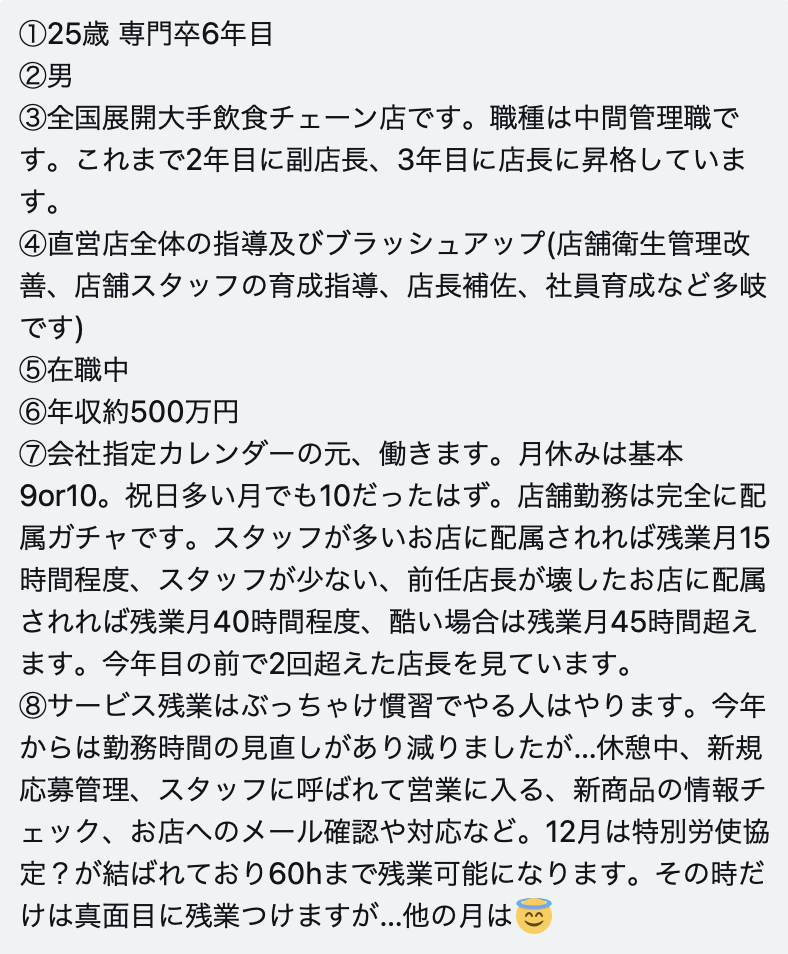 ①25歳 専門卒6年目
②男
③全国展開大手飲食チェーン店です。職種は中間管理職で
す。これまで2年目に副店長、3年目に店長に昇格していま
す。
④直営店全体の指導及びブラッシュアップ(店舗衛生管理改
善、店舗スタッフの育成指導、店長補佐、社員育成など多岐
です)
⑤在職中
⑥年収約500万円
⑦会社指定カレンダーの元、働きます。月休みは基本
9or10。祝日多い月でも10だったはず。店舗勤務は完全に配
属ガチャです。スタッフが多いお店に配属されれば残業月15
時間程度、スタッフが少ない、前任店長が壊したお店に配属
されれば残業月40時間程度、酷い場合は残業月45時間超え
ます。今年目の前で2回超えた店長を見ています。
⑧サービス残業はぶっちゃけ慣習でやる人はやります。今年
からは勤務時間の見直しがあり減りましたが...休憩中、新規
応募管理、スタッフに呼ばれて営業に入る、新商品の情報チ
ェック、お店へのメール確認や対応など。12月は特別労使協
定？が結ばれており60hまで残業可能になります。その時だ
けは真面目に残業つけますが...他の月は😇